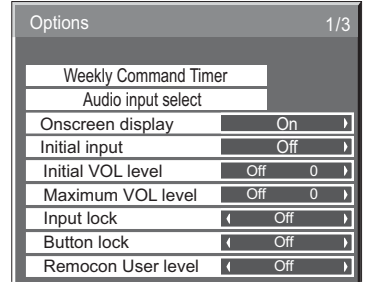 Options 1/3
Weekly Command Timer
Audio input select
Onscreen display On
Initial input Off
Initial VOL level Off 0
Maximum VOL level Off 0
Input lock Off
Button lock Off
Remocon User level Off